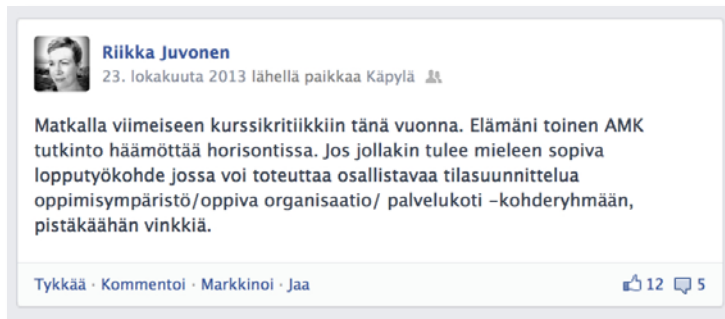 Riikka Juvonen
23. lokakuuta 2013 lähellä paikkaa Käpylä
Matkalla viimeiseen kurssikritiikkiin tänä vuonna. Elämäni toinen AMK
tutkinto häämöttää horisontissa. Jos jollakin tulee mieleen sopiva
lopputyökohde jossa voi toteuttaa osallistavaa tilasuunnittelua
oppimisympäristö/oppiva organisaatio/ palvelukoti –kohderyhmään,
pistäkäähän vinkkiä.
Tykkää · Kommentoi · Markkinoi · Jaa 12 5